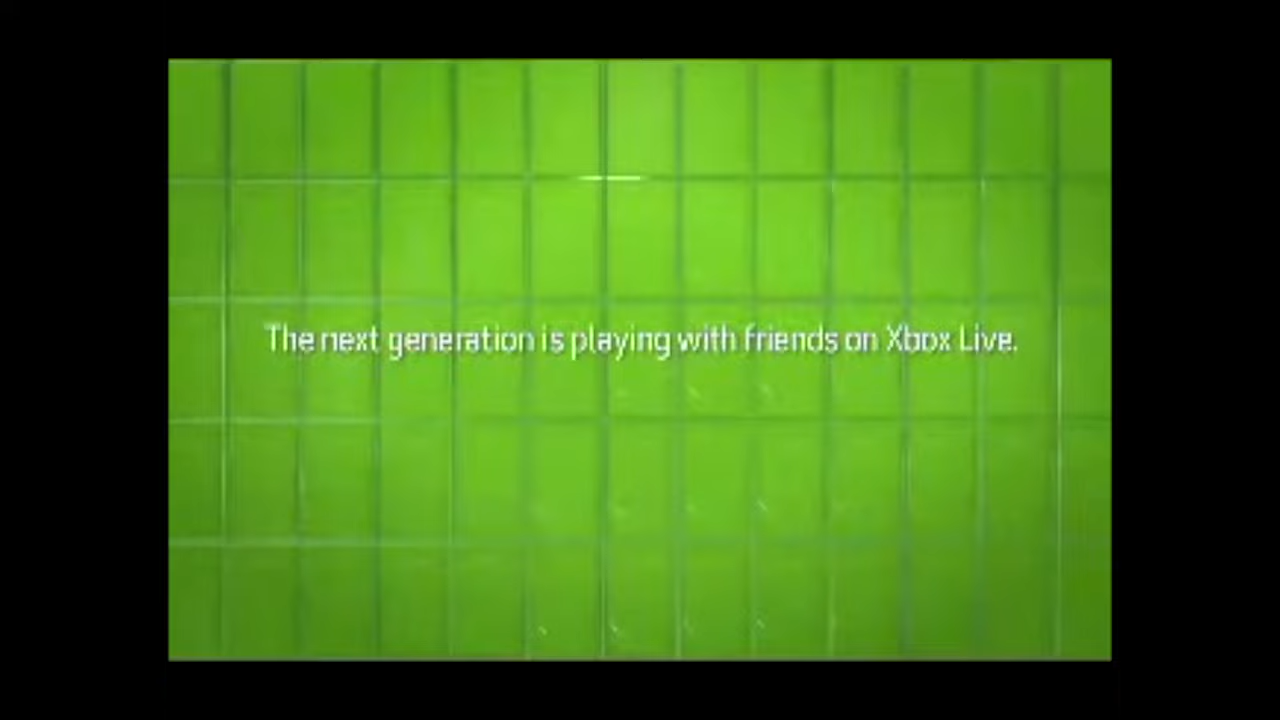 The next generation is playing with friends on Xbox Live.